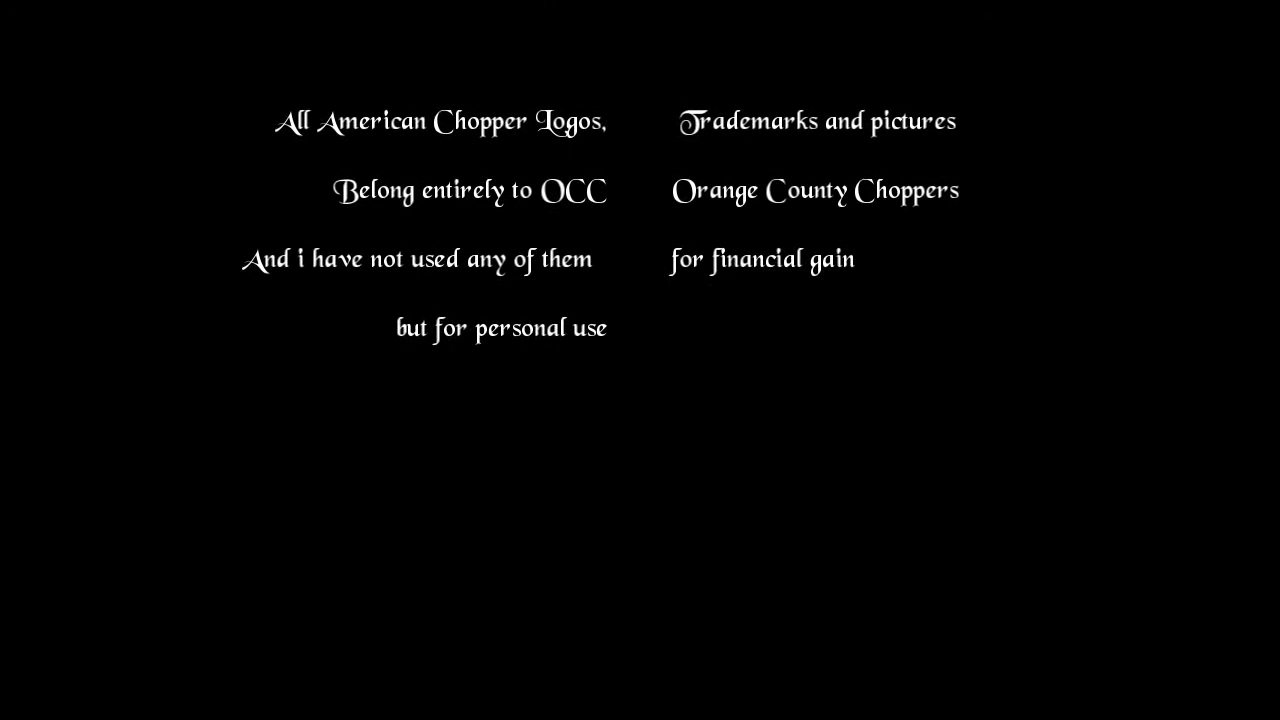 All American Chopper Logos, Trademarks and pictures
Belong entirely to OCC Orange County Choppers
And i have not used any of them for financial gain
but for personal use